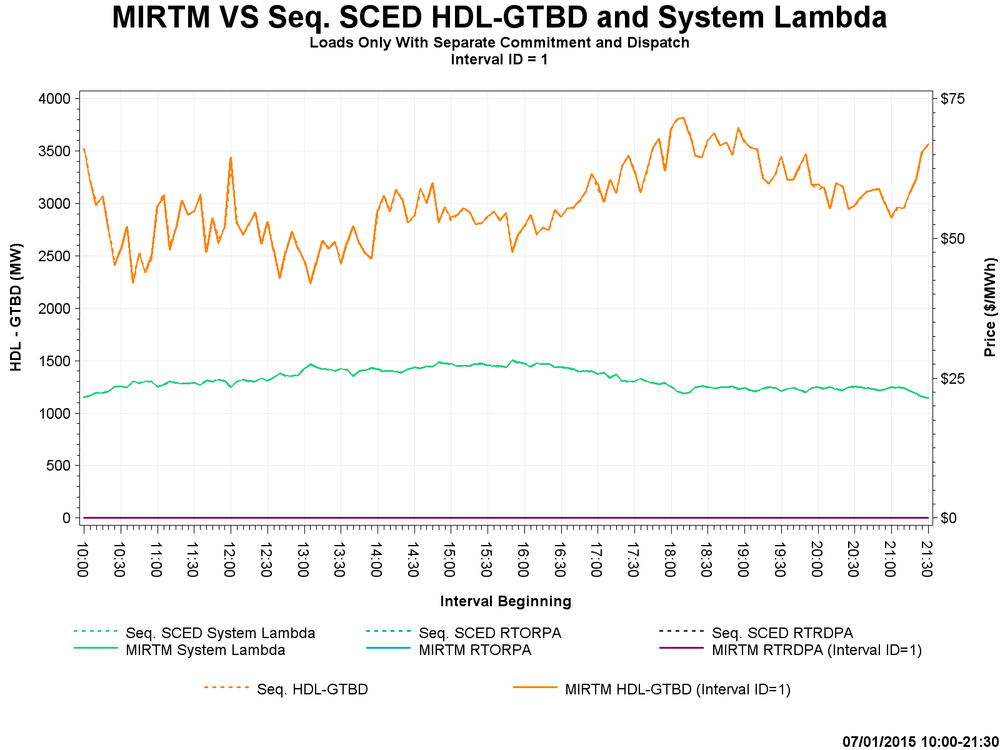 MIRTM VS Seq. SCED HDL-GTBD and System Lambda
Loads Only With Separate Commitment and Dispatch
Interval ID = 1
4000
3500
3000
2500
2000
1500
1000
500
0
HDL - GTBD (MW)
$75
$50
$25
$0
Price ($/MWh)
10:00
10:30
11:00
11:30
12:00
12:30
13:00
13:30
14:00
14:30
15:00
15:30
16:00
16:30
17:00
17:30
18:00
18:30
19:00
19:30
20:00
20:30
21:00
21:30
Interval Beginning
Seq. SCED System Lambda
Seq. SCED RTORPA
Seq. SCED RTRDPA
MIRTM System Lambda
MIRTM RTORPA
MIRTM RTRDPA (Interval ID=1)
Seq. HDL-GTBD
MIRTM HDL-GTBD (Interval ID=1)
07/01/2015 10:00-21:30